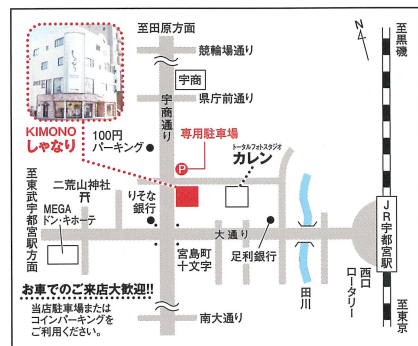 至田原方面
競輪場通り
宇商
県庁前通り
宇商通り
至黒磯
N
しゃなり
KIMONO
しゃなり
100円
パーキング
P
専用駐車場
トータルフォトスタジオ
カレン
至東武宇都宮駅方面
二荒山神社
MEGA
ドン・キホーテ
りそな
銀行
大通り
宮島町
十文字
足利銀行
田川
JR宇都宮駅
西口
ロータリー
至東京
南大通り
お車でのご来店大歓迎!!
当店駐車場または
コインパーキングを
ご利用ください。